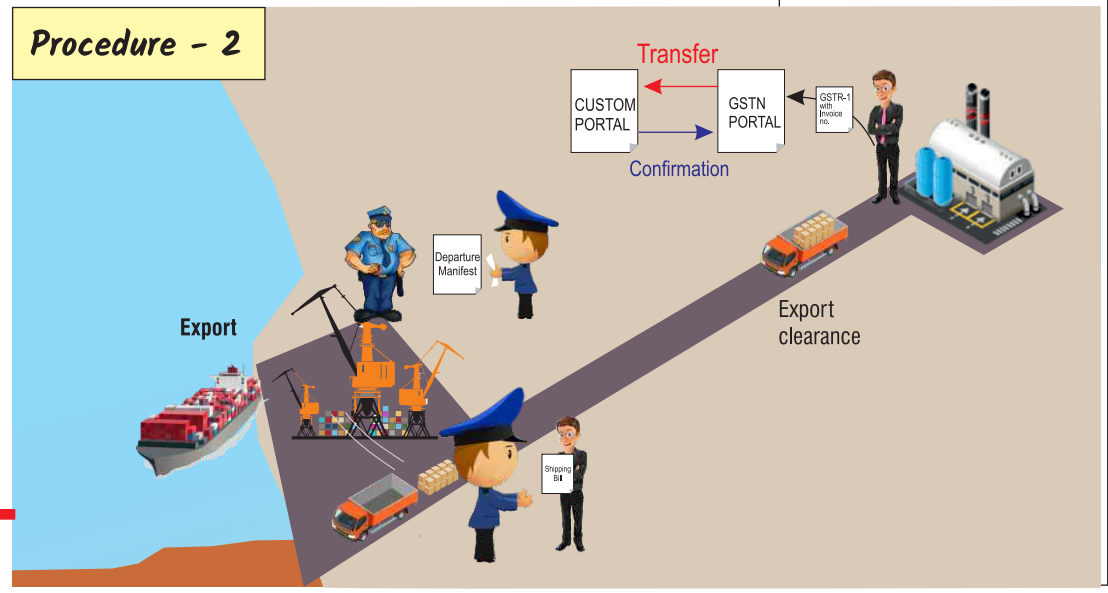 Procedure - 2
Transfer
CUSTOM
PORTAL
GSTN
PORTAL
GSTR-1
with
Invoice
no.
Confirmation
Departure
Manifest
Export
Export
clearance
Shipping
Bill